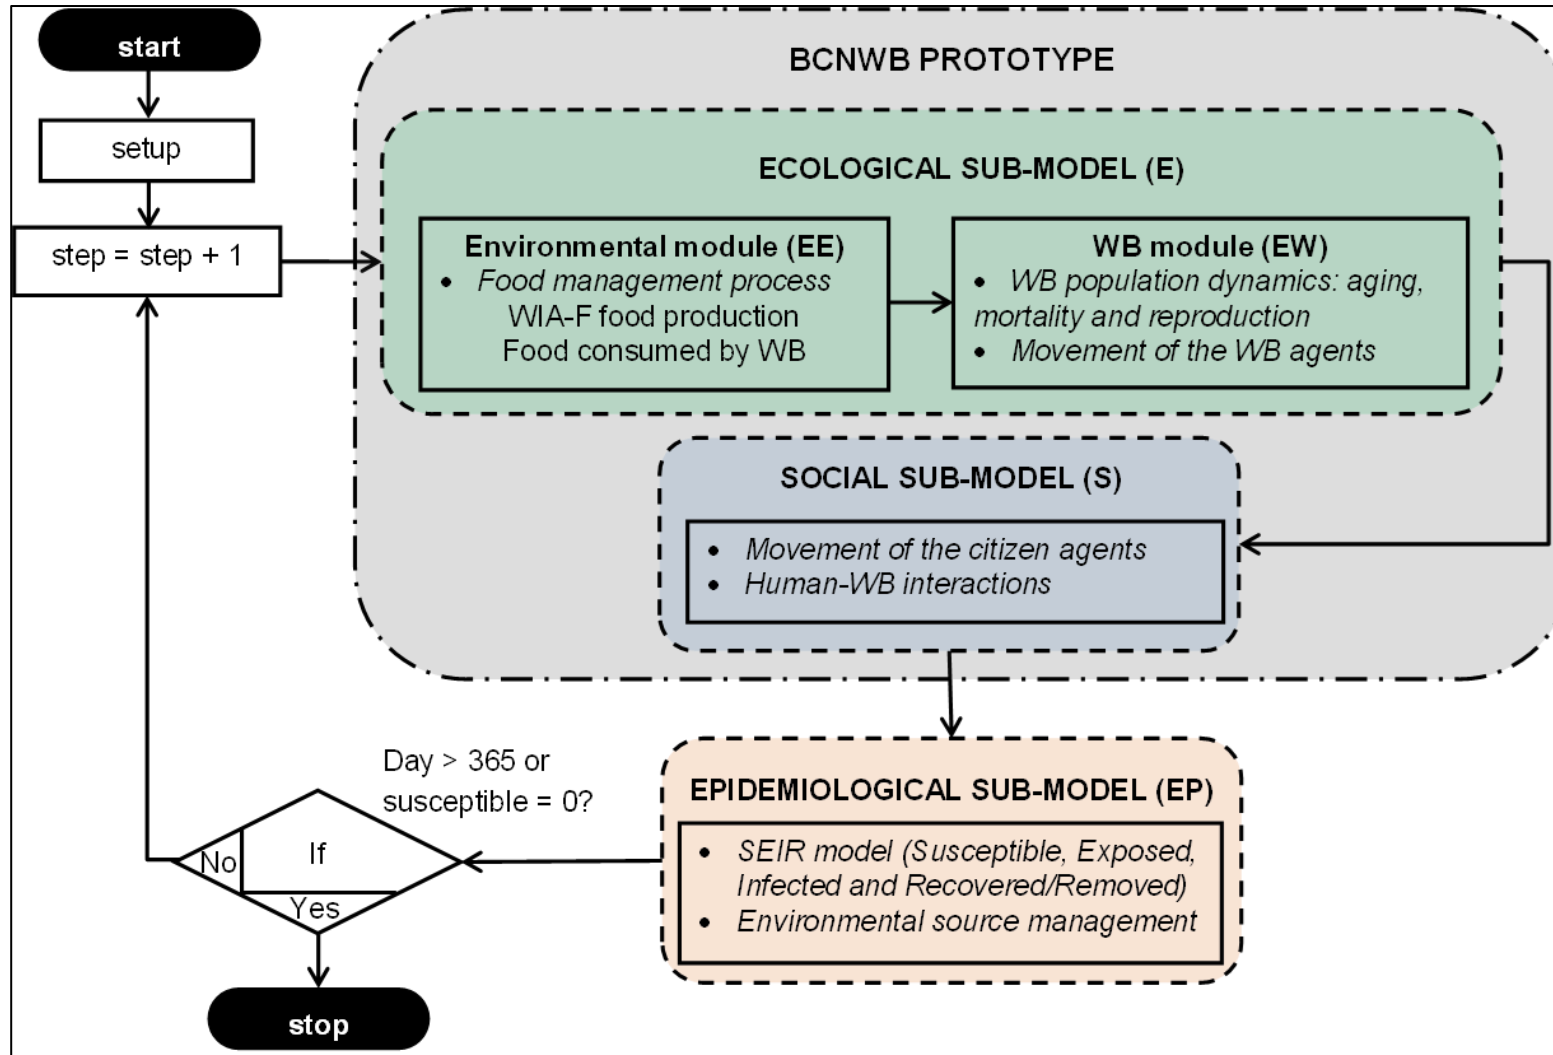 start
setup
step = step + 1
BCNWB PROTOTYPE
ECOLOGICAL SUB-MODEL (E)
Environmental module (EE)
• Food management process
WIA-F food production
Food consumed by WB
WB module (EW)
• WB population dynamics: aging,
mortality and reproduction
• Movement of the WB agents
SOCIAL SUB-MODEL (S)
• Movement of the citizen agents
• Human-WB interactions
EPIDEMIOLOGICAL SUB-MODEL (EP)
• SEIR model (Susceptible, Exposed,
Infected and Recovered/Removed)
• Environmental source management
Day > 365 or
susceptible = 0?
If
No
Yes
stop